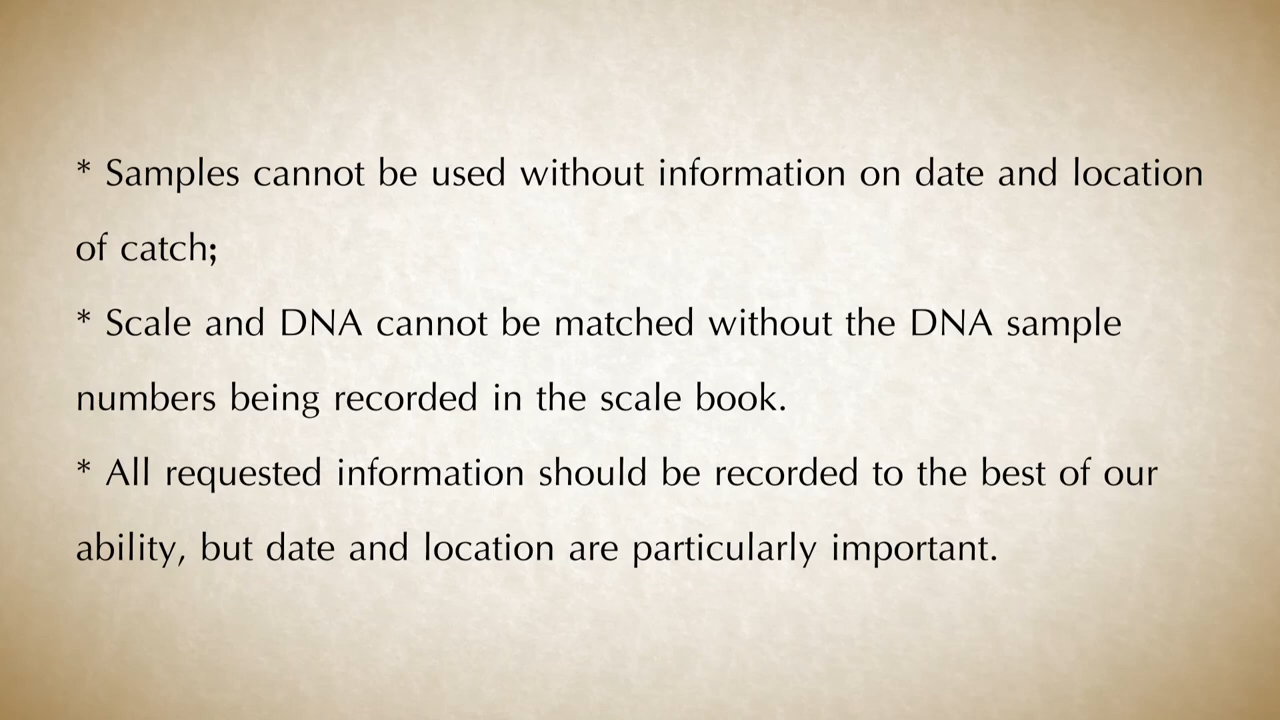 * Samples cannot be used without information on date and location
of catch;
* Scale and DNA cannot be matched without the DNA sample
numbers being recorded in the scale book.
* All requested information should be recorded to the best of our
ability, but date and location are particularly important.